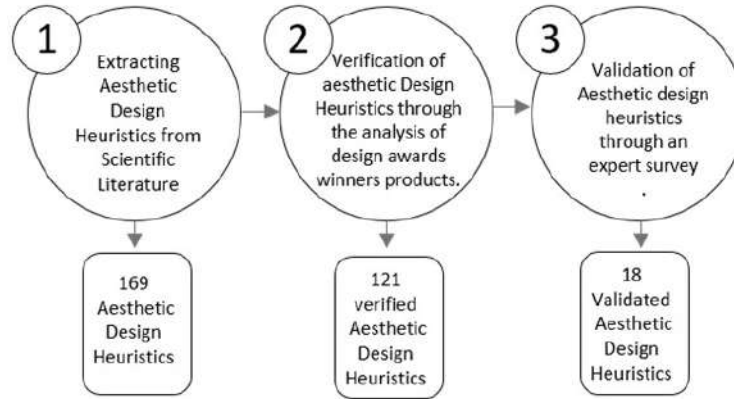 1
Extracting
Aesthetic
Design
Heuristics from
Scientific
Literature
2
Verification of
aesthetic Design
Heuristics through
the analysis of
design awards
winners products.
3
Validation of
Aesthetic design
heuristics
through an
expert survey
.
169
Aesthetic
Design
Heuristics
121
verified
Aesthetic
Design
Heuristics
18
Validated
Aesthetic
Design
Heuristics